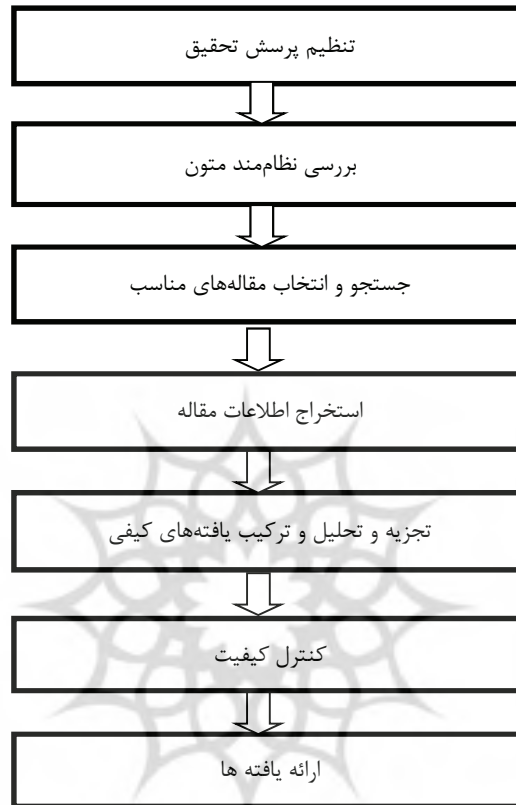 تنظیم پرسش تحقیق
بررسی نظام‌مند متون
جستجو و انتخاب مقاله‌های مناسب
استخراج اطلاعات مقاله
تجزیه و تحلیل و ترکیب یافته‌های کیفی
کنترل کیفیت
ارائه یافته ها